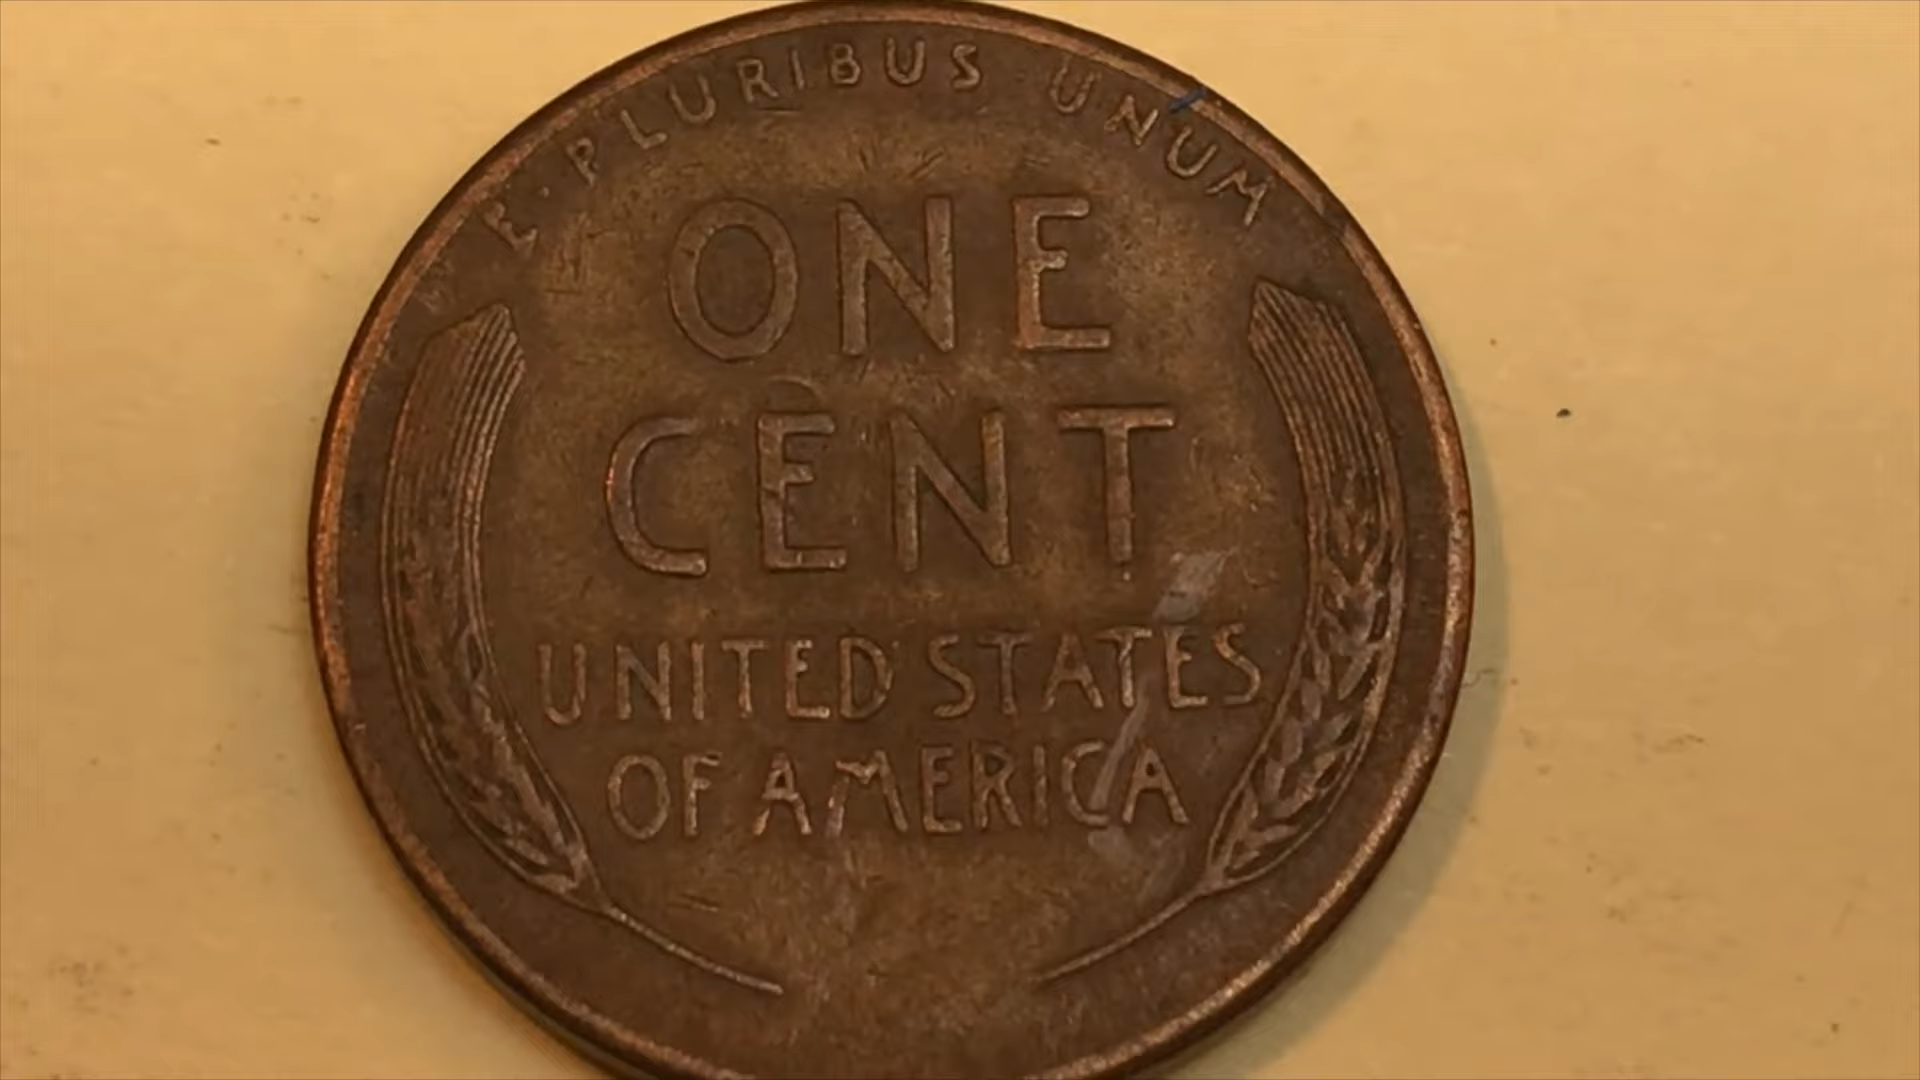 E·PLURIBUS·UNUM
ONE
CENT
UNITED STATES
OF AMERICA